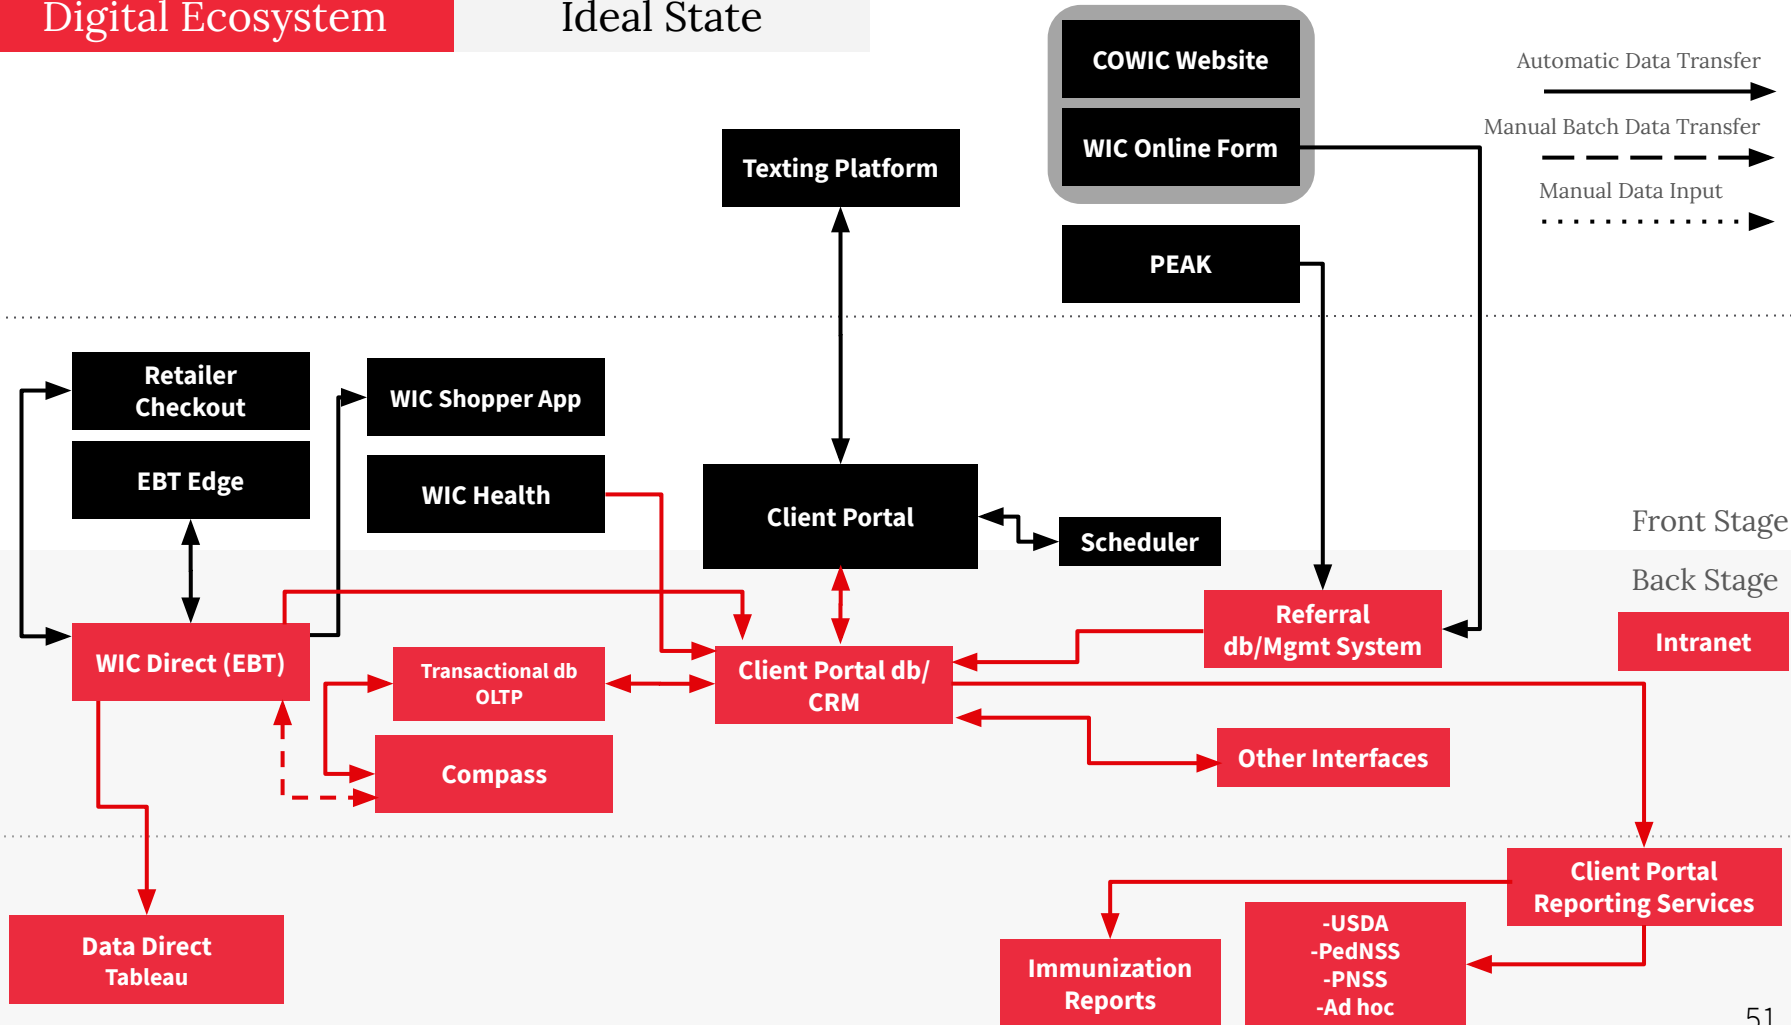 Digital Ecosystem
Ideal State
COWIC Website
WIC Online Form
PEAK
Texting Platform
Automatic Data Transfer
Manual Batch Data Transfer
Manual Data Input
Retailer
Checkout
EBT Edge
WIC Shopper App
WIC Health
Client Portal
Scheduler
Front Stage
Back Stage
Intranet
WIC Direct (EBT)
Transactional db
OLTP
Compass
Client Portal db/
CRM
Referral
db/Mgmt System
Other Interfaces
Client Portal
Reporting Services
Data Direct
Tableau
Immunization
Reports
-USDA
-PedNSS
-PNSS
-Ad hoc
51